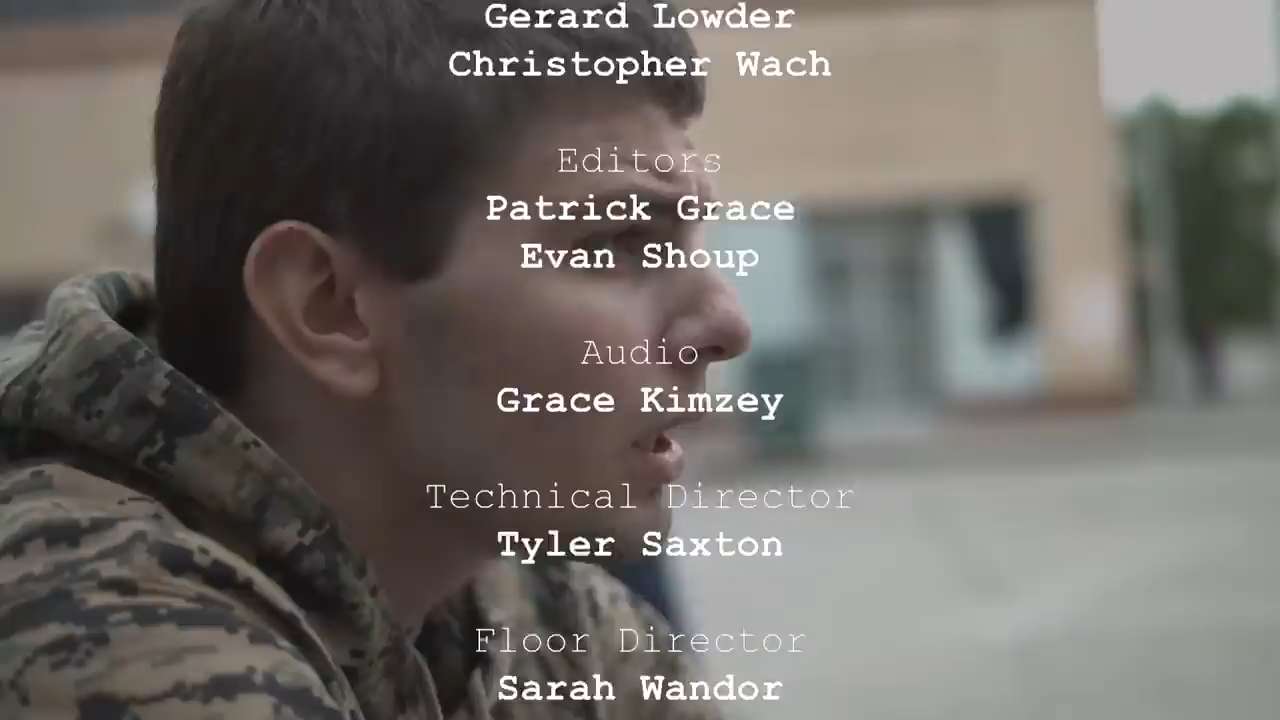 Gerard Lowder
Christopher Wach
Editors
Patrick Grace
Evan Shoup
Audio
Grace Kimzey
Technical Director
Tyler Saxton
Floor Director
Sarah Wandor